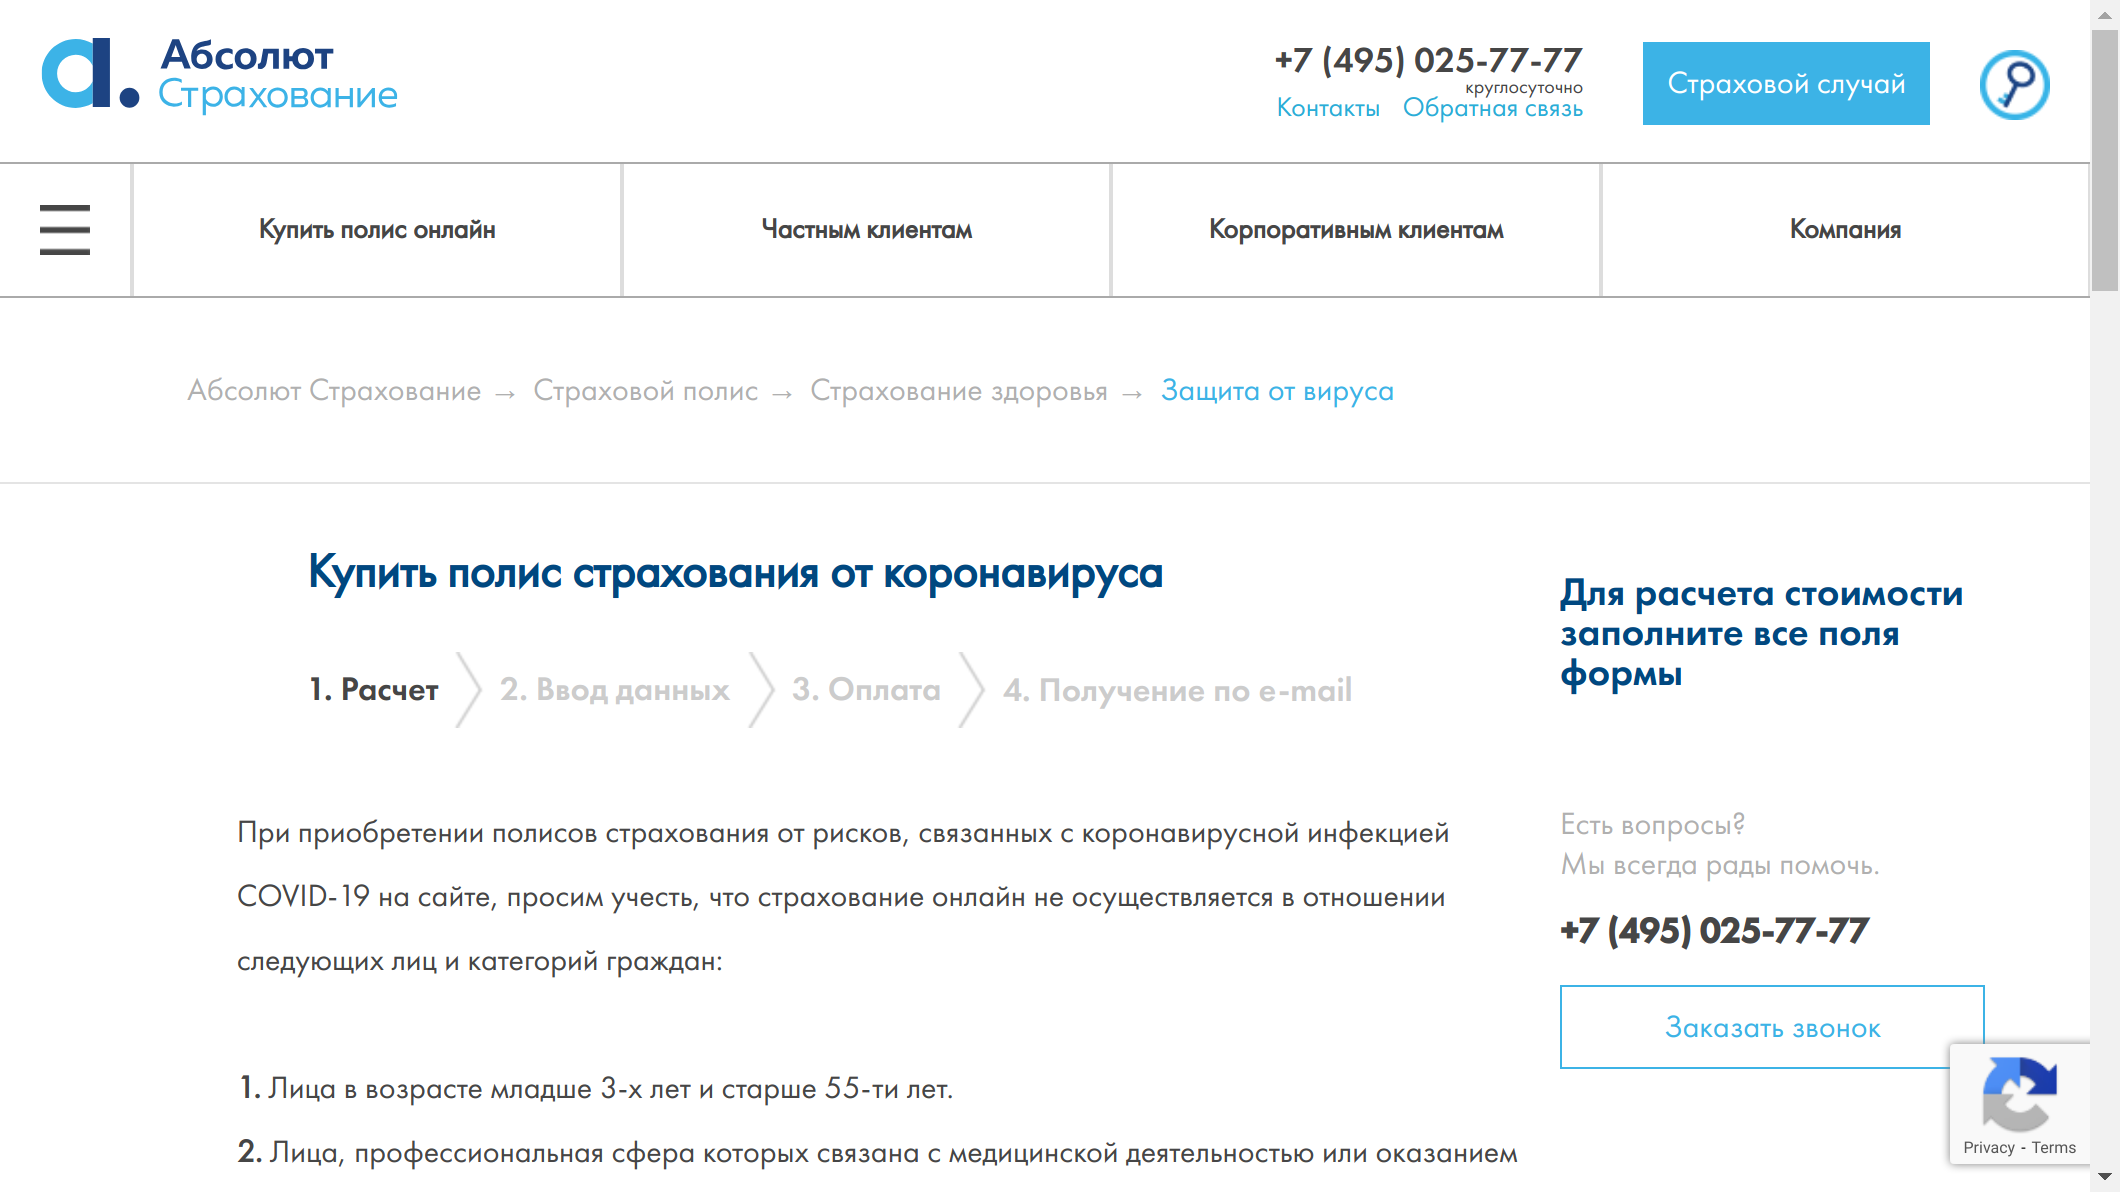 Абсолют
Страхование
+7 (495) 025-77-77
круглосуточно
Контакты Обратная связь
Страховой случай
Купить полис онлайн
Частным клиентам
Корпоративным клиентам
Компания
Абсолют Страхование → Страховой полис → Страхование здоровья → Защита от вируса
Купить полис страхования от коронавируса
1. Расчет 2. Ввод данных 3. Оплата 4. Получение по e-mail
При приобретении полисов страхования от рисков, связанных с коронавирусной инфекцией
COVID-19 на сайте, просим учесть, что страхование онлайн не осуществляется в отношении
следующих лиц и категорий граждан:
1. Лица в возрасте младше 3-х лет и старше 55-ти лет.
2. Лица, профессиональная сфера которых связана с медицинской деятельностью или оказанием
Для расчета стоимости
заполните все поля
формы
Есть вопросы?
Мы всегда рады помочь.
+7 (495) 025-77-77
Заказать звонок
Privacy - Terms